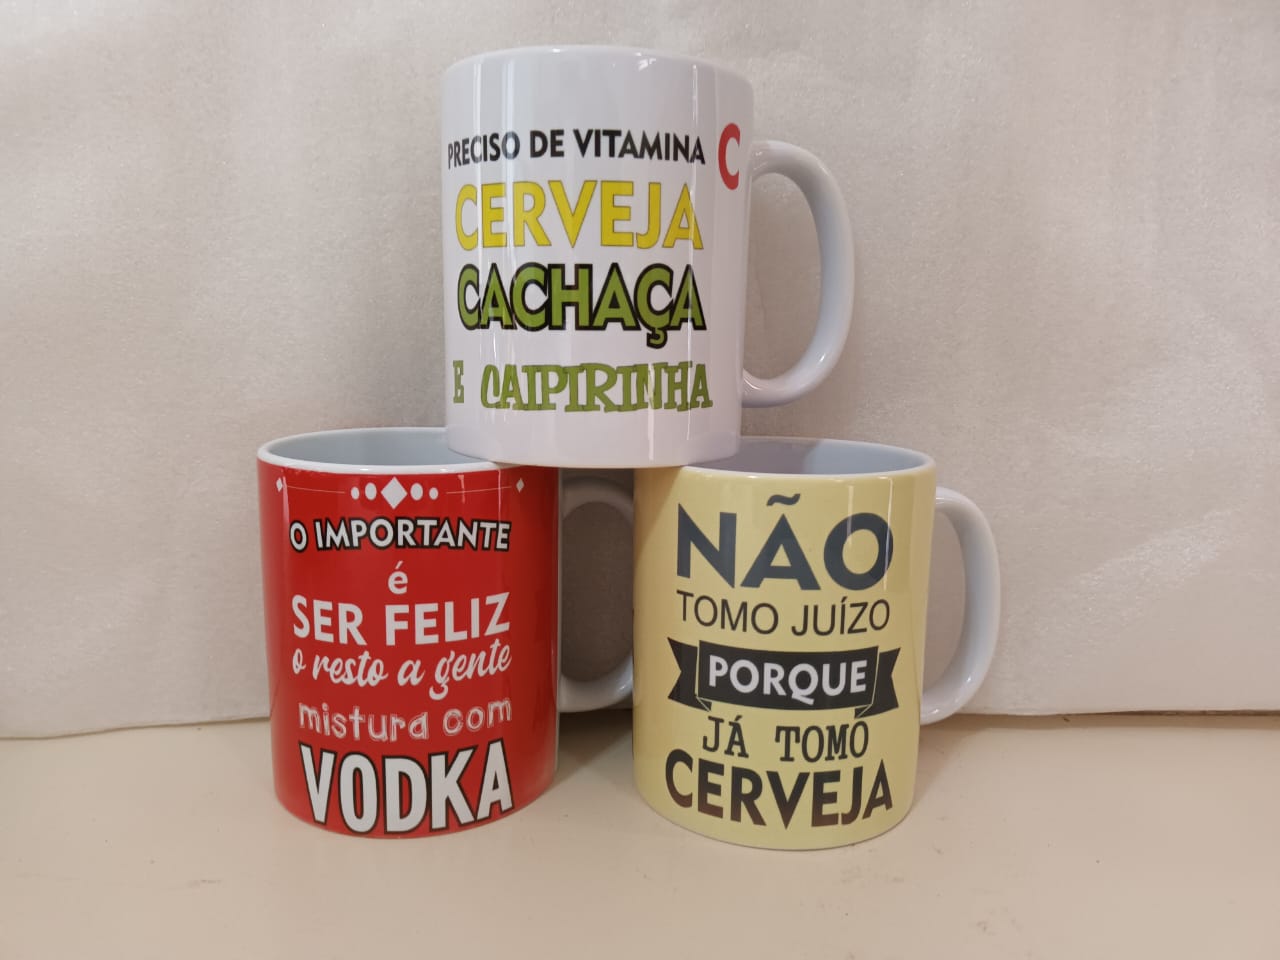 PRECISO DE VITAMINA C
CERVEJA
CACHAÇA
E CAIPIRINHA
O IMPORTANTE
é
SER FELIZ
o resto a gente
mistura com
VODKA
NÃO
TOMO JUÍZO
PORQUE
JÁ TOMO
CERVEJA